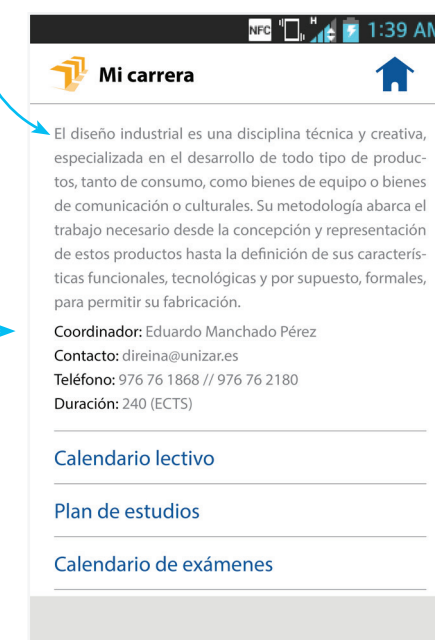 NFC H 1:39 AM
Mi carrera
El diseño industrial es una disciplina técnica y creativa,
especializada en el desarrollo de todo tipo de produc-
tos, tanto de consumo, como bienes de equipo o bienes
de comunicación o culturales. Su metodología abarca el
trabajo necesario desde la concepción y representación
de estos productos hasta la definición de sus caracterís-
ticas funcionales, tecnológicas y por supuesto, formales,
para permitir su fabricación.
Coordinador: Eduardo Manchado Pérez
Contacto: direina@unizar.es
Teléfono: 976 76 1868 // 976 76 2180
Duración: 240 (ECTS)
Calendario lectivo
Plan de estudios
Calendario de exámenes